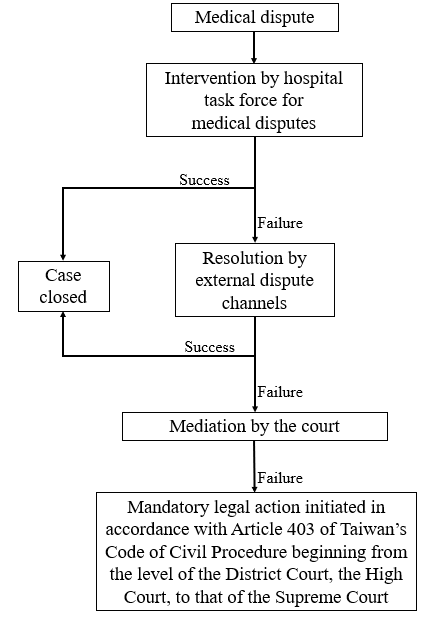 Medical dispute
Intervention by hospital
task force for
medical disputes
Success
Failure
Case
closed
Resolution by
external dispute
channels
Success
Failure
Mediation by the court
Failure
Mandatory legal action initiated in
accordance with Article 403 of Taiwan’s
Code of Civil Procedure beginning from
the level of the District Court, the High
Court, to that of the Supreme Court